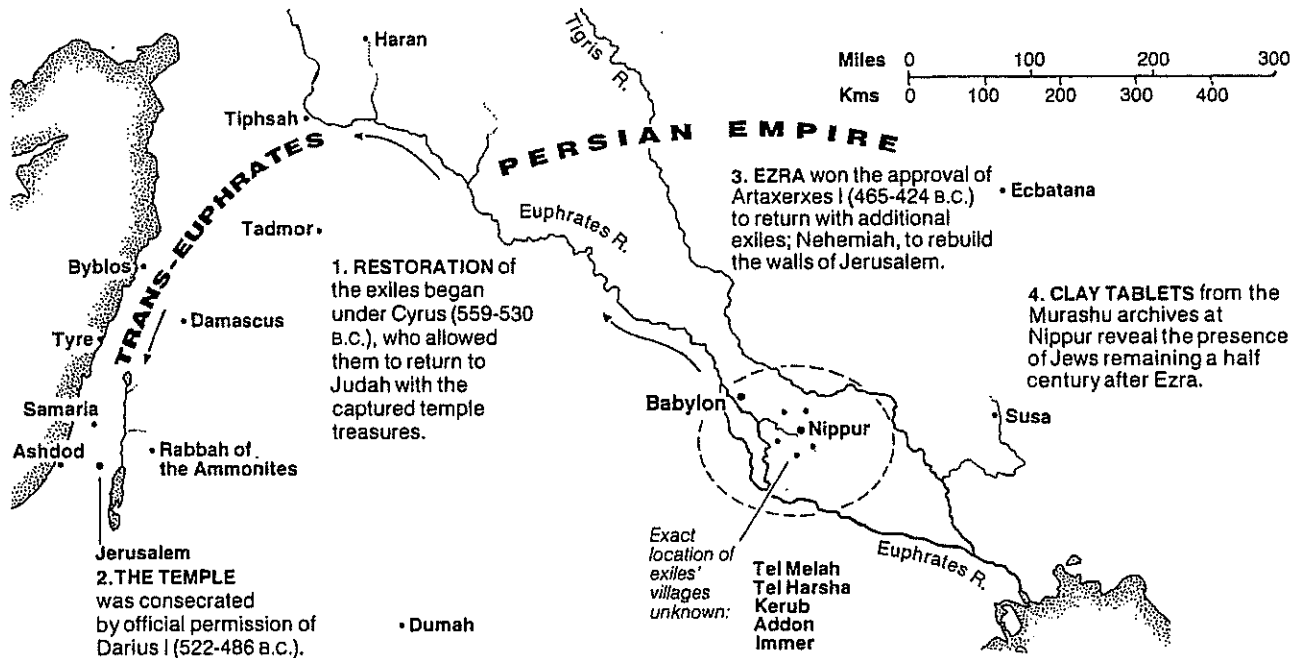 Haran
Tigris R.
Miles 0 100 200 300
Kms 0 100 200 300 400
Tiphsah
PERSIAN EMPIRE
TRANS-EUPHRATES
3. EZRA won the approval of
Artaxerxes I (465-424 B.C.)
to return with additional
exiles; Nehemiah, to rebuild
the walls of Jerusalem.
Ecbatana
Euphrates R.
Tadmor
Byblos
1. RESTORATION of
the exiles began
under Cyrus (559-530
B.C.), who allowed
them to return to
Judah with the
captured temple
treasures.
4. CLAY TABLETS from the
Murashu archives at
Nippur reveal the presence
of Jews remaining a half
century after Ezra.
Damascus
Tyre
Babylon
Nippur
Susa
Samaria
Ashdod
Rabbah of
the Ammonites
Jerusalem
2. THE TEMPLE
was consecrated
by official permission of
Darius I (522-486 B.C.).
Dumah
Exact
location of
exiles'
villages
unknown:
Tel Melah
Tel Harsha
Kerub
Addon
Immer
Euphrates R.